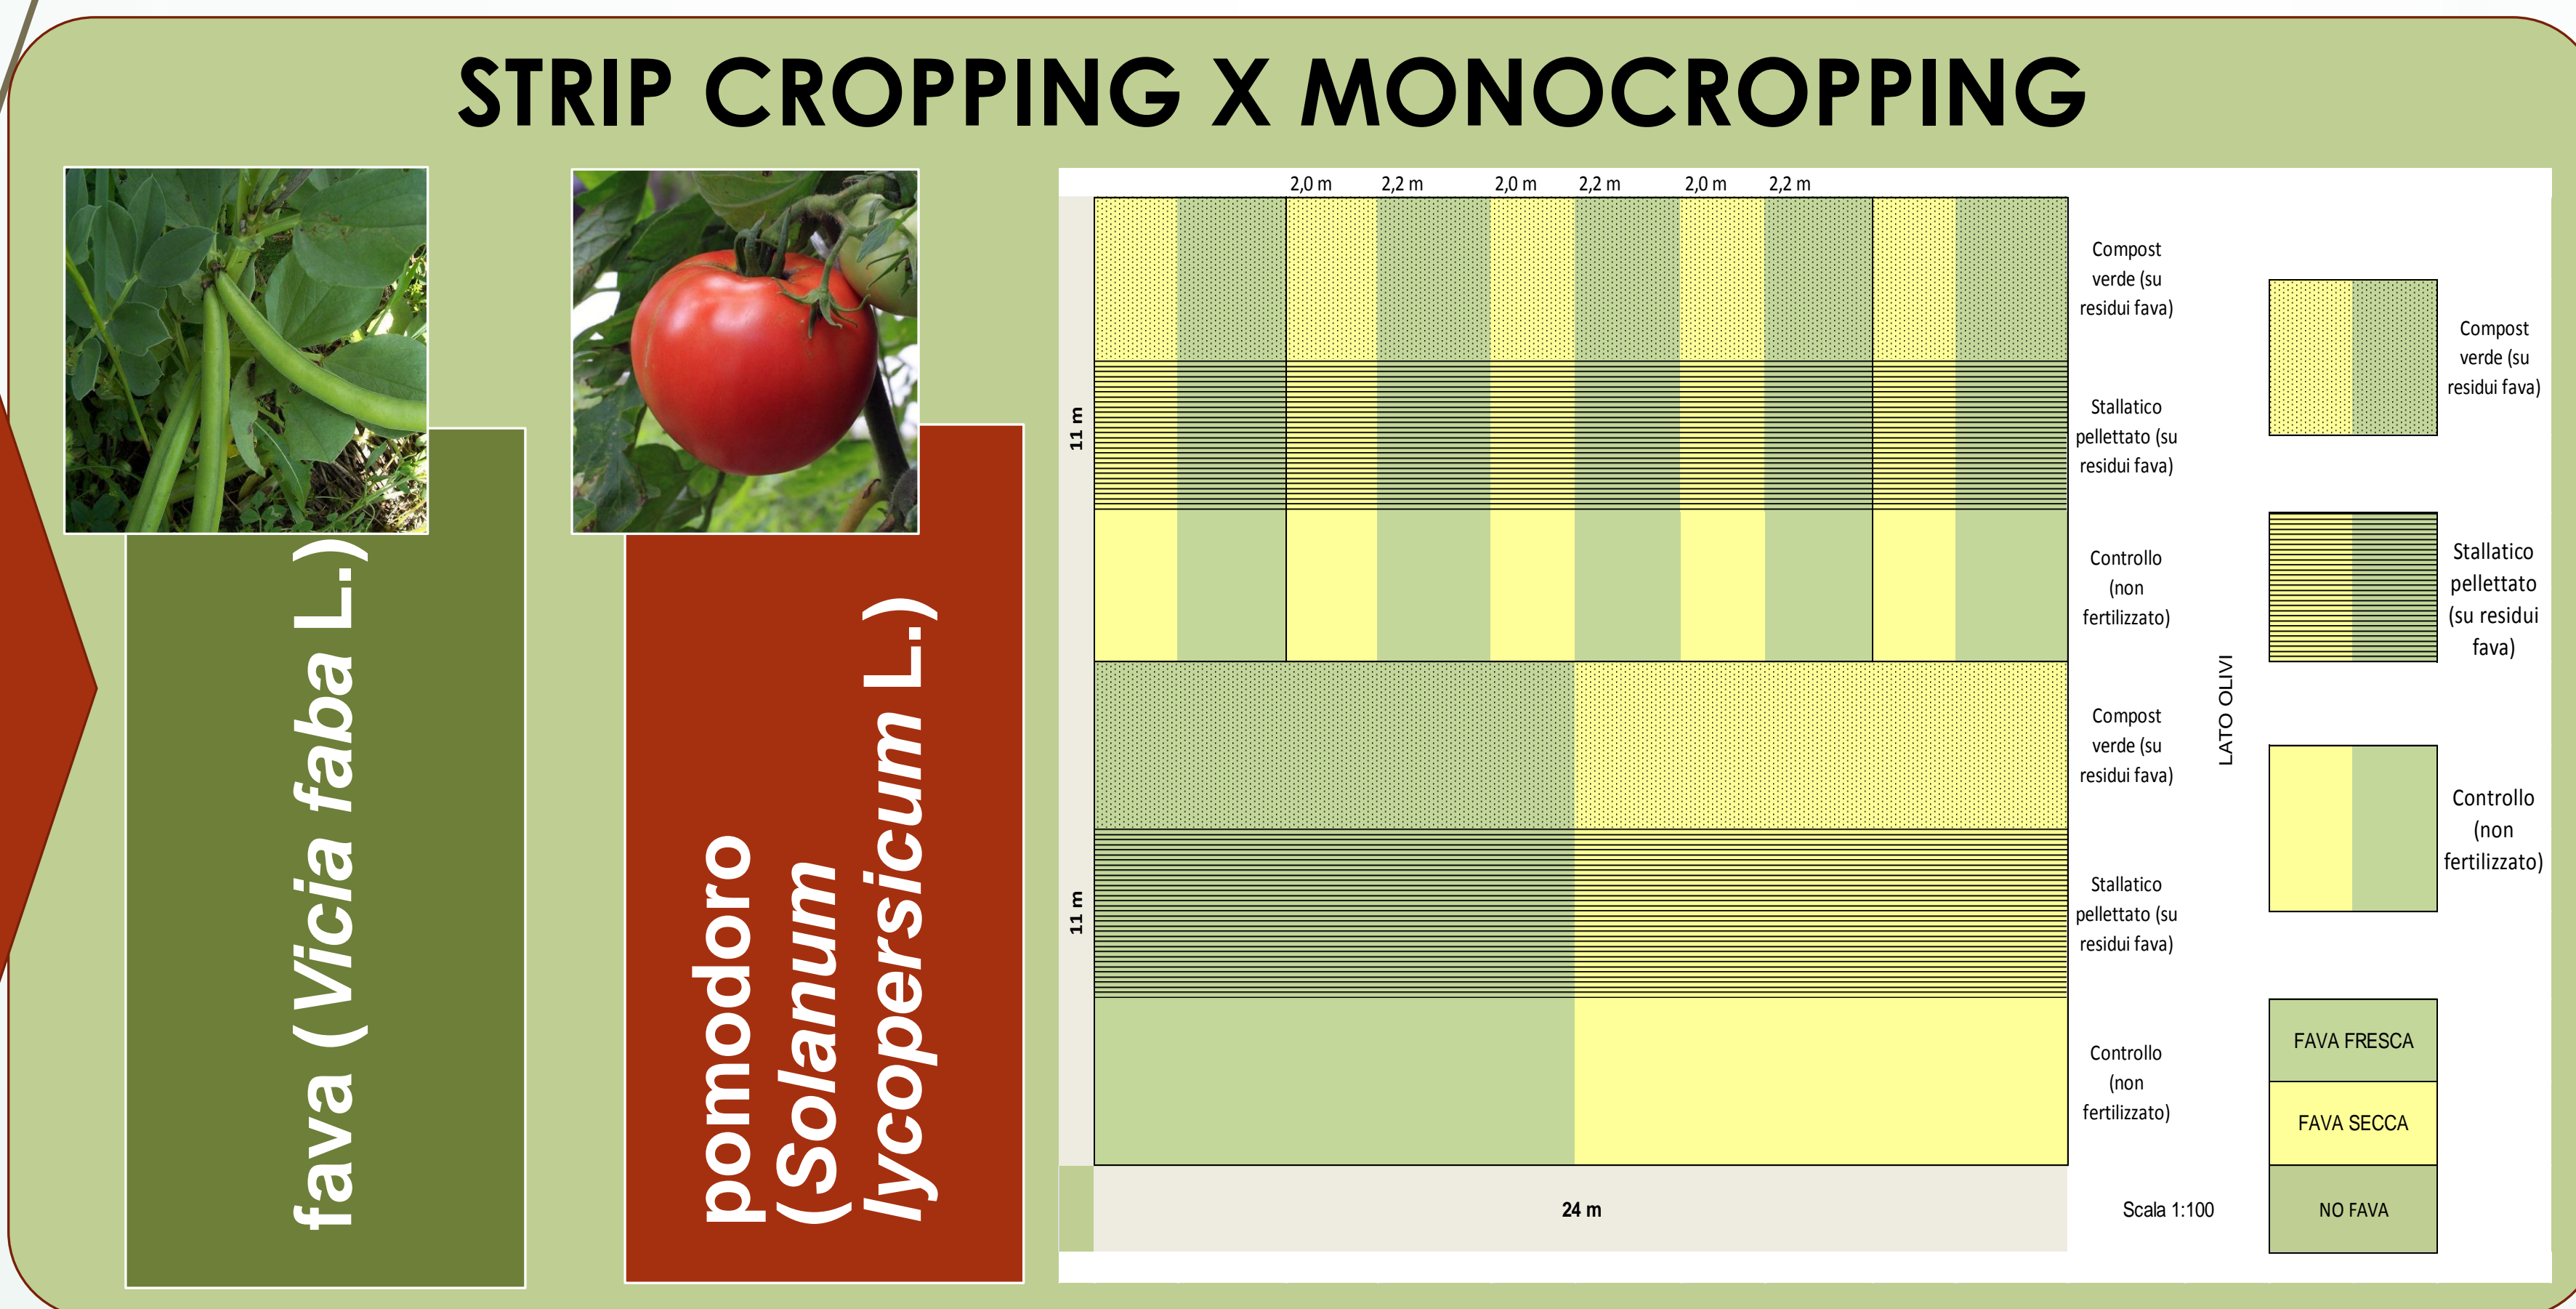 STRIP CROPPING X MONOCROPPING
fava (Vicia faba L.)
pomodoro
(Solanum
lycopersicum L.)
2,0 m 2,2 m 2,0 m 2,2 m 2,0 m 2,2 m
11 m
11 m
Compost
verde (su
residui fava)
Stallatico
pellettato (su
residui fava)
Controllo
(non
fertilizzato)
Compost
verde (su
residui fava)
Stallatico
pellettato (su
residui fava)
Controllo
(non
fertilizzato)
24 m
Scala 1:100
LATO OLIVI
Compost
verde (su
residui fava)
Stallatico
pellettato
(su residui
fava)
Controllo
(non
fertilizzato)
FAVA FRESCA
FAVA SECCA
NO FAVA